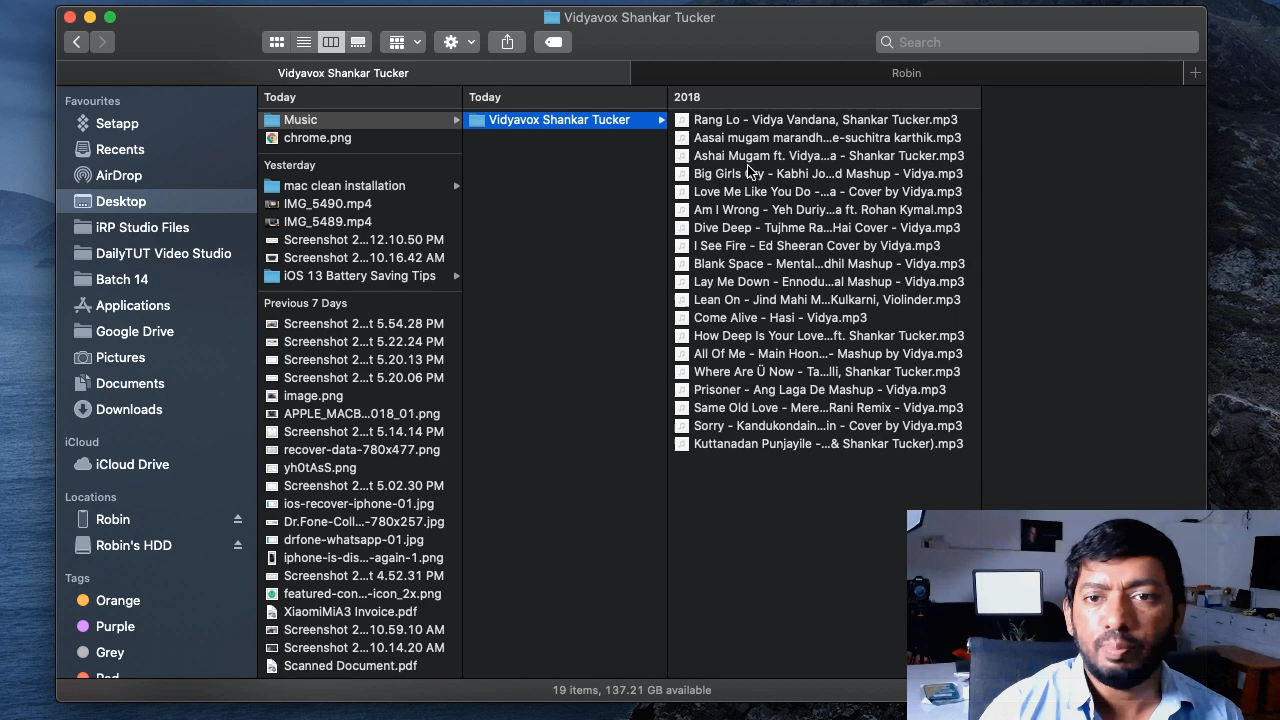 Vidyavox Shankar Tucker
Search
Vidyavox Shankar Tucker
Robin
Favourites
Setapp
Recents
AirDrop
Desktop
iRP Studio Files
DailyTUT Video Studio
Batch 14
Applications
Google Drive
Pictures
Documents
Downloads
iCloud
iCloud Drive
Locations
Robin
Robin's HDD
Tags
Orange
Purple
Grey
Today
Music
chrome.png
Yesterday
mac clean installation
IMG_5490.mp4
IMG_5489.mp4
Screenshot 2...12.10.50 PM
Screenshot 2...10.16.42 AM
iOS 13 Battery Saving Tips
Previous 7 Days
Screenshot 2...t 5.54.28 PM
Screenshot 2...t 5.22.24 PM
Screenshot 2...t 5.20.13 PM
Screenshot 2...t 5.20.06 PM
image.png
APPLE_MACB...018_01.png
Screenshot 2...t 5.14.14 PM
recover-data-780x477.png
yh0tAsS.png
Screenshot 2...t 5.02.30 PM
ios-recover-iphone-01.jpg
Dr.Fone-Coll...-780x257.jpg
drfone-whatsapp-01.jpg
iphone-is-dis...-again-1.png
Screenshot 2...t 4.52.31 PM
featured-con...-icon_2x.png
XiaomiMiA3 Invoice.pdf
Screenshot 2...10.59.10 AM
Screenshot 2...10.14.20 AM
Scanned Document.pdf
Today
Vidyavox Shankar Tucker
2018
Rang Lo - Vidya Vandana, Shankar Tucker.mp3
Aasai mugam marandh...e-suchitra karthik.mp3
Ashai Mugam ft. Vidya...a - Shankar Tucker.mp3
Big Girls Cry - Kabhi Jo...d Mashup - Vidya.mp3
Love Me Like You Do -...a - Cover by Vidya.mp3
Am I Wrong - Yeh Duriy...a ft. Rohan Kymal.mp3
Dive Deep - Tujhme Ra...Hai Cover - Vidya.mp3
I See Fire - Ed Sheeran Cover by Vidya.mp3
Blank Space - Mental...dhil Mashup - Vidya.mp3
Lay Me Down - Ennodu...al Mashup - Vidya.mp3
Lean On - Jind Mahi M...Kulkarni, Violinder.mp3
Come Alive - Hasi - Vidya.mp3
How Deep Is Your Love...ft. Shankar Tucker.mp3
All Of Me - Main Hoon...- Mashup by Vidya.mp3
Where Are Ü Now - Ta...lli, Shankar Tucker.mp3
Prisoner - Ang Laga De Mashup - Vidya.mp3
Same Old Love - Mere...Rani Remix - Vidya.mp3
Sorry - Kandukondain...in - Cover by Vidya.mp3
Kuttanadan Punjayile -...& Shankar Tucker).mp3
19 items, 137.21 GB available